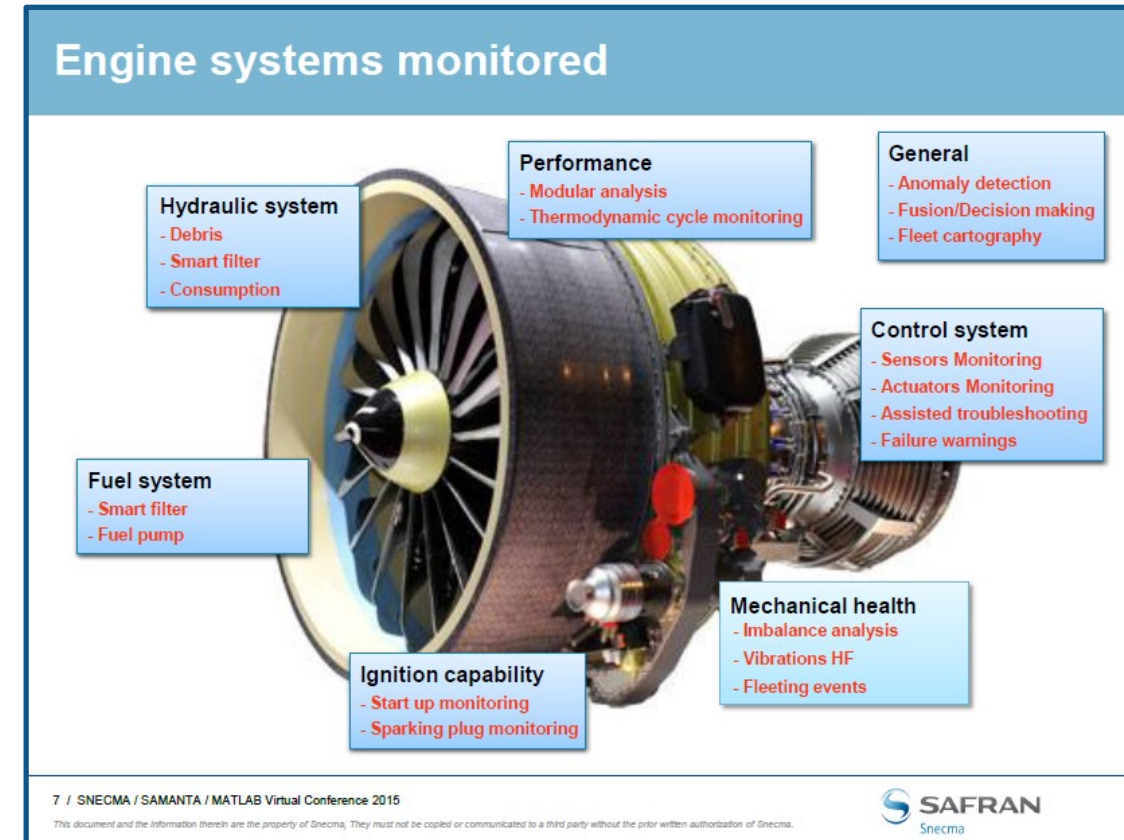 Engine systems monitored
Performance
- Modular analysis
- Thermodynamic cycle monitoring
General
- Anomaly detection
- Fusion/Decision making
- Fleet cartography
Hydraulic system
- Debris
- Smart filter
- Consumption
Control system
- Sensors Monitoring
- Actuators Monitoring
- Assisted troubleshooting
- Failure warnings
Fuel system
- Smart filter
- Fuel pump
Mechanical health
- Imbalance analysis
- Vibrations HF
- Fleeting events
Ignition capability
- Start up monitoring
- Sparking plug monitoring
7 / SNECMA / SAMANTA / MATLAB Virtual Conference 2015
This document and the information therein are the property of Snecma, They must not be copied or communicated to a third party without the prior written authorization of Snecma.
SAFRAN
Snecma